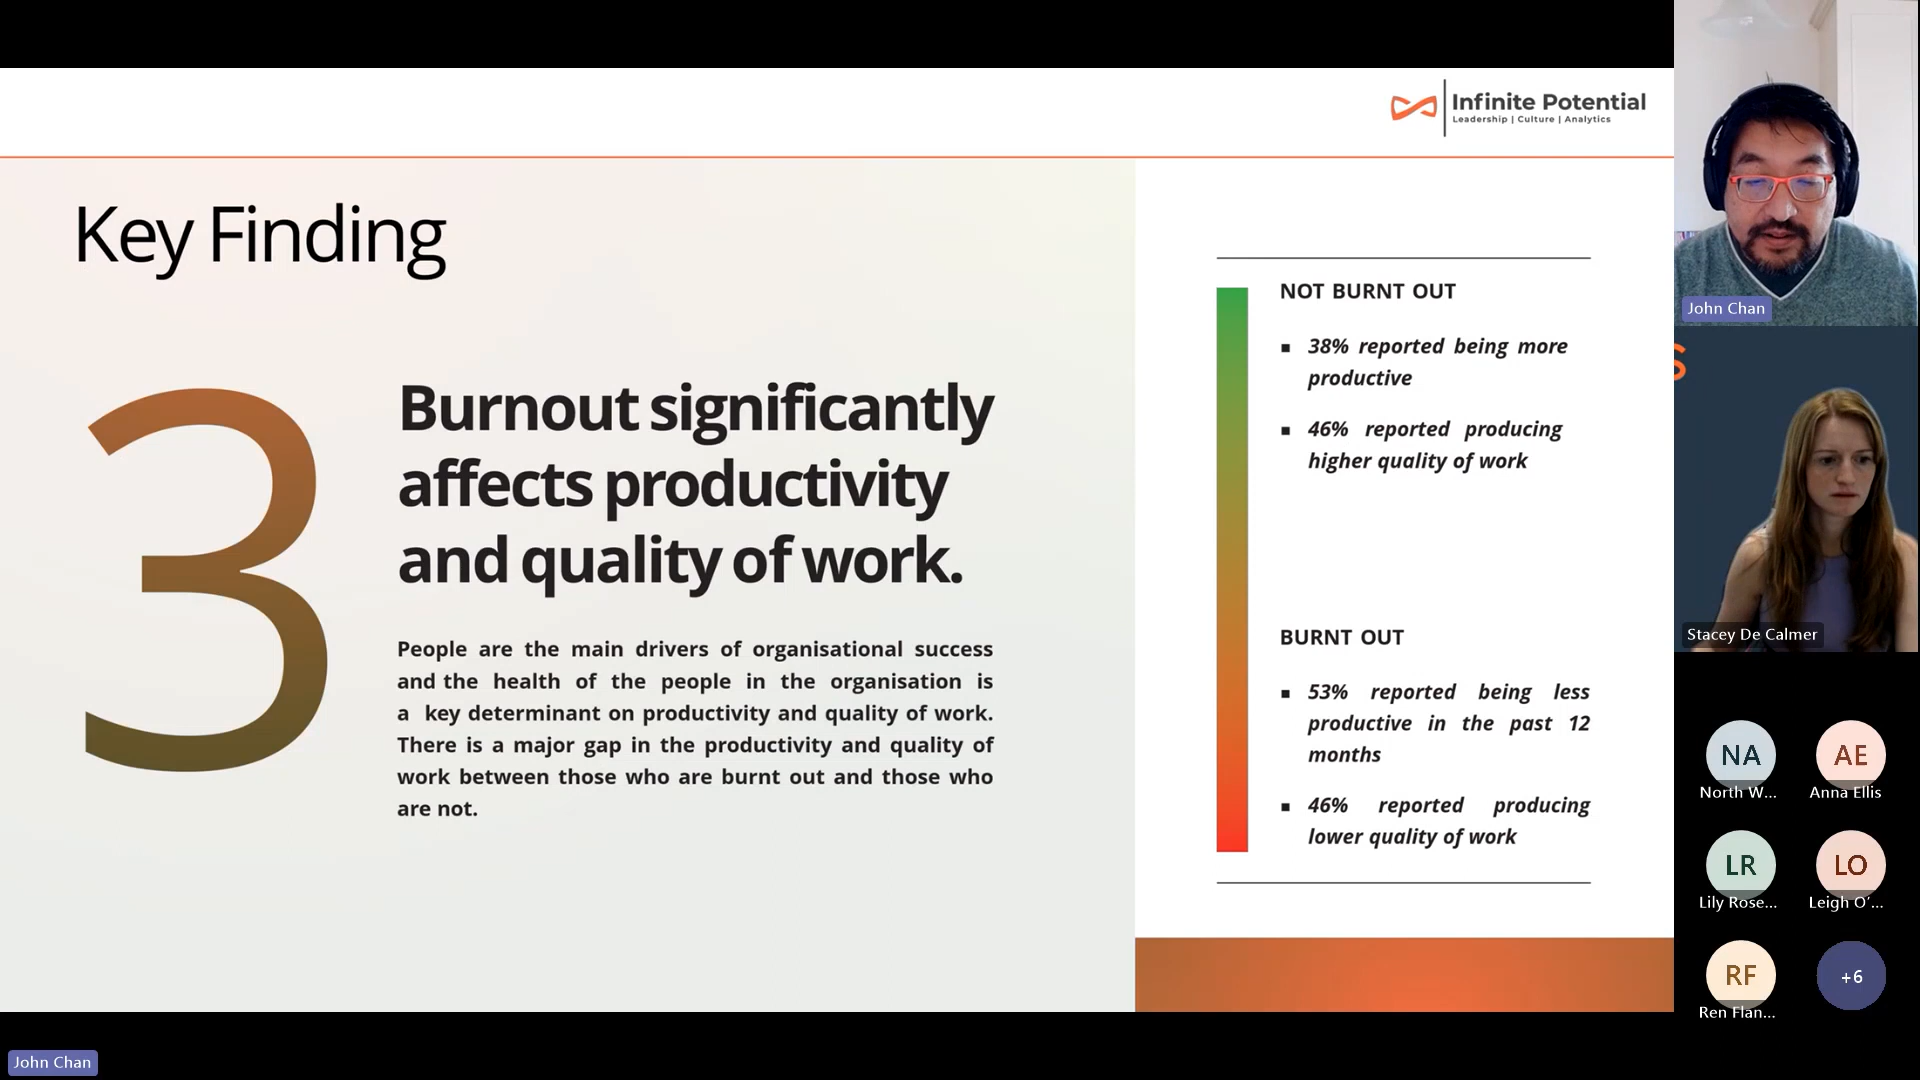 Infinite Potential
Leadership | Culture | Analytics
Key Finding
3
Burnout significantly
affects productivity
and quality of work.
People are the main drivers of organisational success
and the health of the people in the organisation is
a key determinant on productivity and quality of work.
There is a major gap in the productivity and quality of
work between those who are burnt out and those who
are not.
NOT BURNT OUT
▪ 38% reported being more
productive
▪ 46% reported producing
higher quality of work
BURNT OUT
▪ 53% reported being less
productive in the past 12
months
▪ 46% reported producing
lower quality of work
John Chan
S
Stacey De Calmer
NA
North W...
AE
Anna Ellis
LR
Lily Rose...
LO
Leigh O'...
RF
Ren Flan...
+6
John Chan